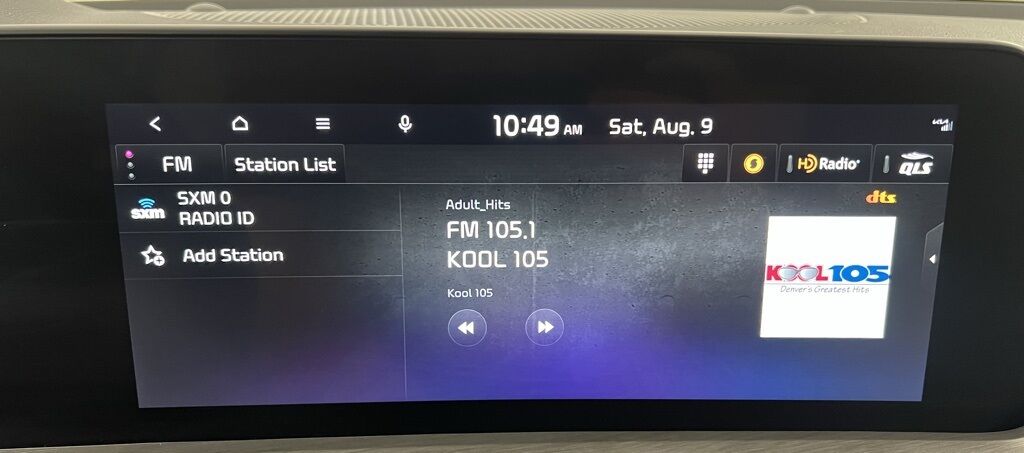 10:49 AM Sat, Aug. 9
FM Station List HD Radio QLS
SXM 0
sxm RADIO ID
Add Station
Adult_Hits
FM 105.1
KOOL 105
Kool 105
dts
KOOL 105
Denver's Greatest Hits